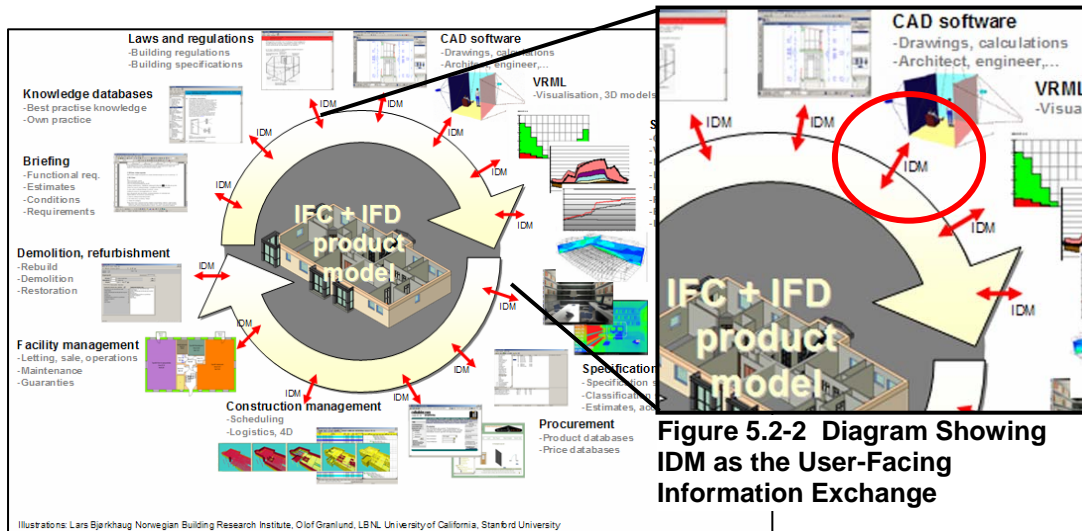 Laws and regulations
-Building regulations
-Building specifications
CAD software
-Drawings, calculations
-Architect, engineer,...
VRML
-Visualisation, 3D models
Knowledge databases
-Best practise knowledge
-Own practice
Briefing
-Functional req.
-Estimates
-Conditions
-Requirements
Demolition, refurbishment
-Rebuild
-Demolition
-Restoration
Facility management
-Letting, sale, operations
-Maintenance
-Guaranties
Construction management
-Scheduling
-Logistics, 4D
Procurement
-Product databases
-Price databases
Specification
-Specification
-Classification
-Estimates,
IDM
IDM
IDM
IDM
IDM
IDM
IDM
IDM
IDM
IDM
IDM
IDM
IDM
IDM
IFC + IFD
product
model
CAD software
-Drawings, calculations
-Architect, engineer,...
VRML
IDM
IDM
IDM
IDM
IDM
IFC + IFD
product
model
Figure 5.2-2 Diagram Showing
IDM as the User-Facing
Information Exchange
Illustrations: Lars Bjørkhaug Norwegian Building Research Institute, Olof Granlund, LBNL University of California, Stanford University